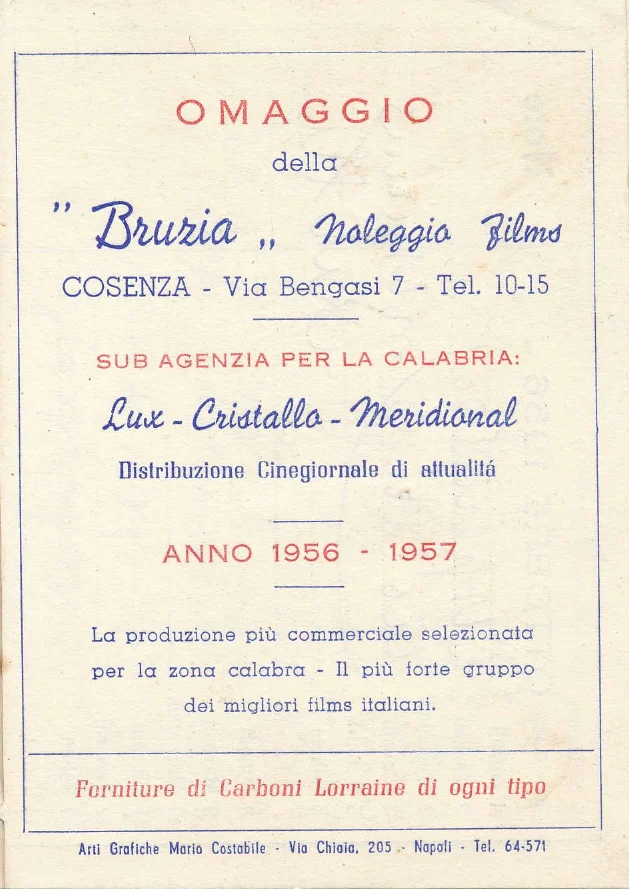 OMAGGIO
della
" Bruzia „ Noleggio Films
COSENZA - Via Bengasi 7 - Tel. 10-15
SUB AGENZIA PER LA CALABRIA:
Lux - Cristallo - Meridional
Distribuzione Cinegiornale di attualitá
ANNO 1956 - 1957
La produzione più commerciale selezionata
per la zona calabra - Il più forte gruppo
dei migliori films italiani.
Forniture di Carboni Lorraine di ogni tipo
Arti Grafiche Mario Costabile - Via Chiaia, 205 - Napoli - Tel. 64-571